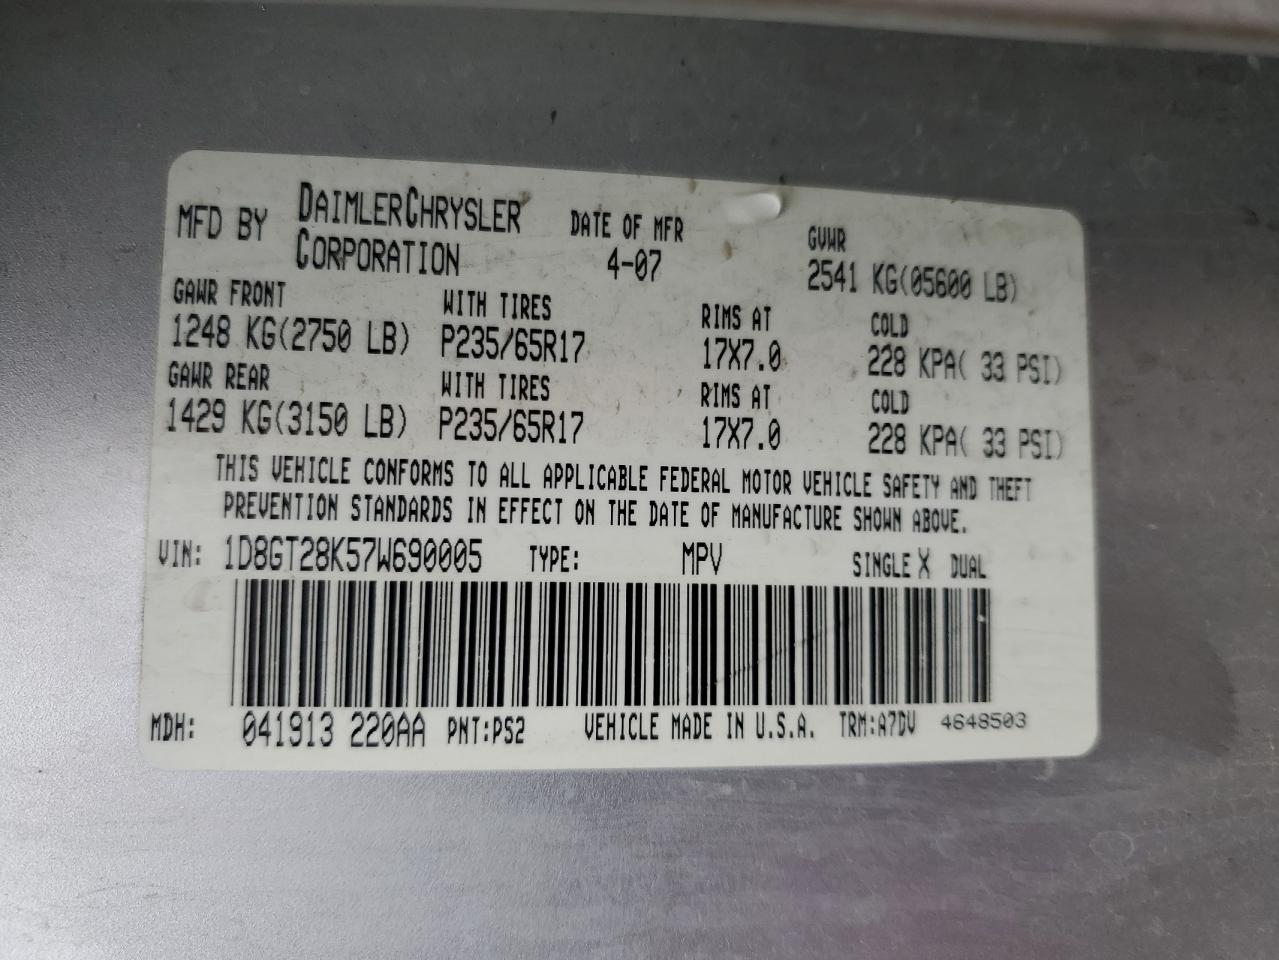 MFD BY DAIMLERCHRYSLER CORPORATION DATE OF MFR 4-07 GVWR 2541 KG(05600 LB)
GAWR FRONT WITH TIRES RIMS AT COLD
1248 KG(2750 LB) P235/65R17 17X7.0 228 KPA( 33 PSI)
GAWR REAR WITH TIRES RIMS AT COLD
1429 KG(3150 LB) P235/65R17 17X7.0 228 KPA( 33 PSI)
THIS VEHICLE CONFORMS TO ALL APPLICABLE FEDERAL MOTOR VEHICLE SAFETY AND THEFT
PREVENTION STANDARDS IN EFFECT ON THE DATE OF MANUFACTURE SHOWN ABOVE.
VIN: 1D8GT28K57W690005 TYPE: MPV SINGLE X DUAL
MDH: 041913 220AA PNT:PS2 VEHICLE MADE IN U.S.A. TRM:A7DV 4648503